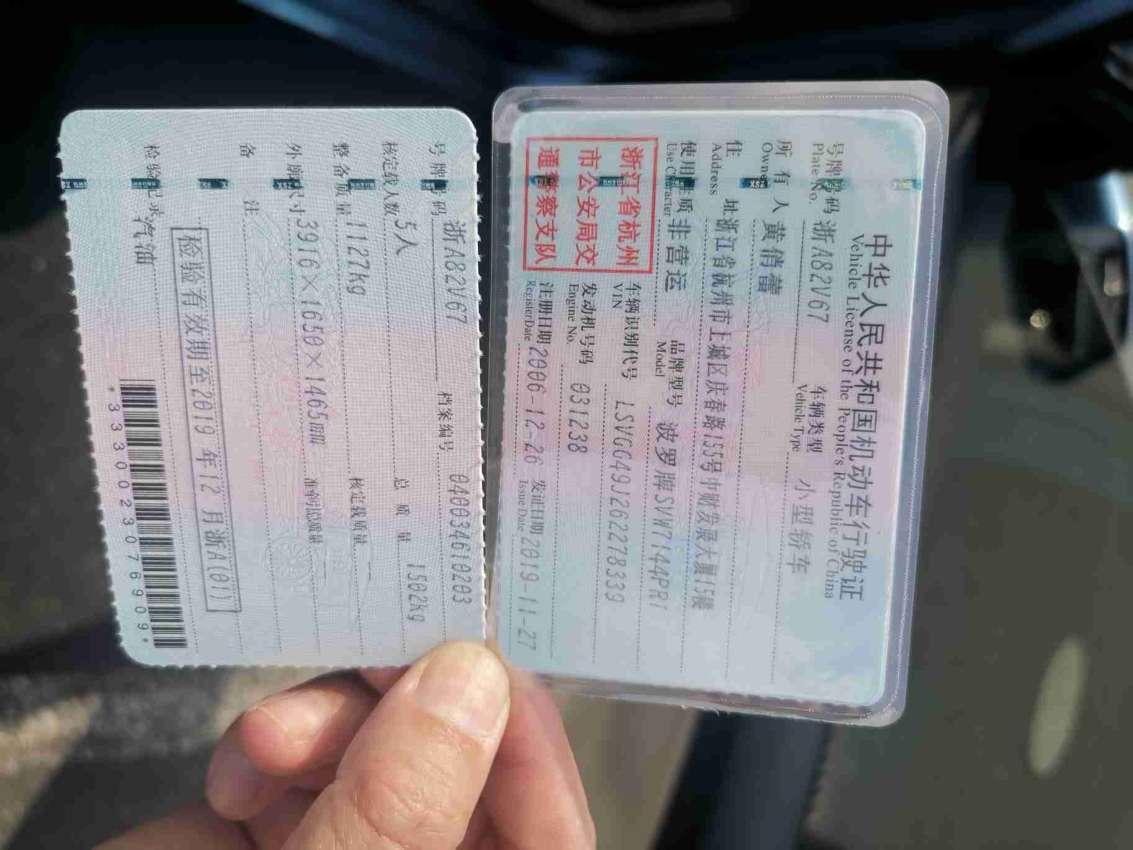 中华人民共和国机动车行驶证
Vehicle License of the People's Republic of China
号牌号码 浙A82V67 车辆类型 小型轿车
Plate No. Vehicle Type
所有人 黄蓓蕾
Owner
住址 浙江省杭州市上城区庆春路155号中财发展大厦15楼
Address
使用性质 非营运 品牌型号 波罗牌SVW7144PRI
Use Character Model
浙江省杭州
市公安局交
通警察支队
车辆识别代号 LSVGG49J262278339
VIN
发动机号码 031238
Engine No.
注册日期 2006-12-26 发证日期 2019-11-27
Register Date Issue Date
号牌号码 浙A82V67 档案编号 040034610203
核定载人数 5人 总质量 1502kg
整备质量 1127kg 核定载质量
外廓尺寸 3916×1650×1465mm 准牵引总质量
备注
检验有效期至2019年12月浙A(01)
检验记录 汽油
*3330023076909*